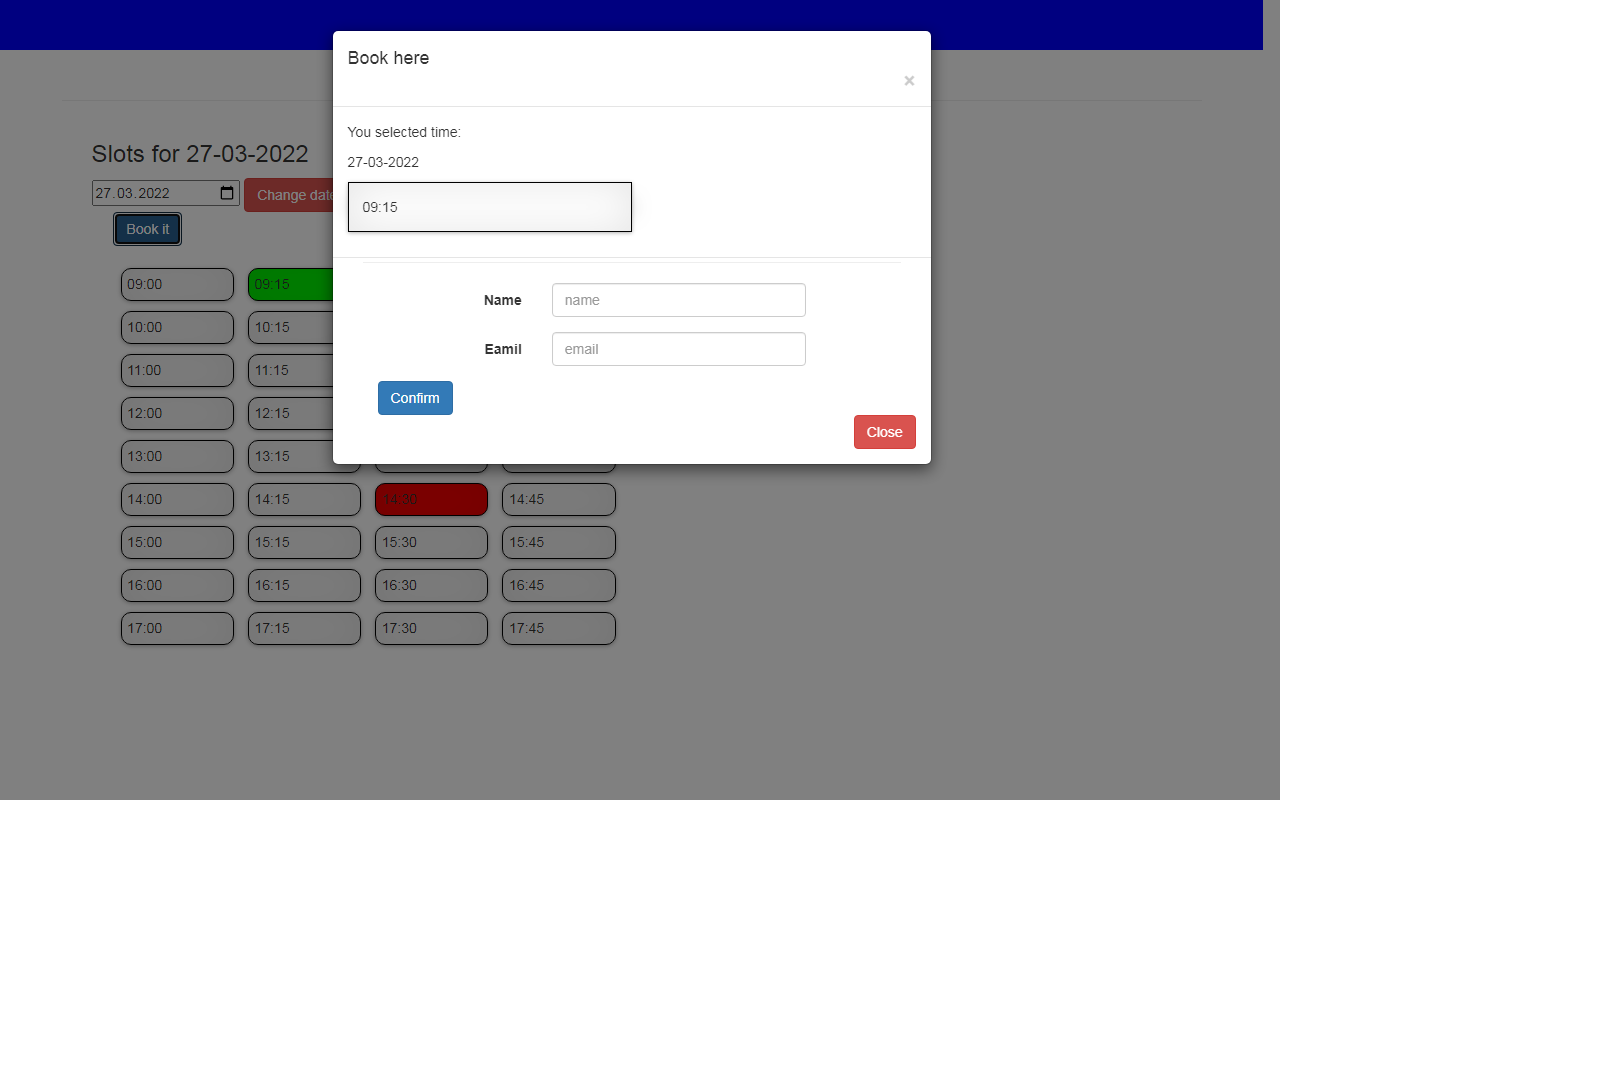 Book here
×
You selected time:
27-03-2022
09:15
Name name
Eamil email
Confirm
Close
Slots for 27-03-2022
27.03.2022 Change date
Book it
09:00 09:15
10:00 10:15
11:00 11:15
12:00 12:15
13:00 13:15
14:00 14:15 14:30 14:45
15:00 15:15 15:30 15:45
16:00 16:15 16:30 16:45
17:00 17:15 17:30 17:45